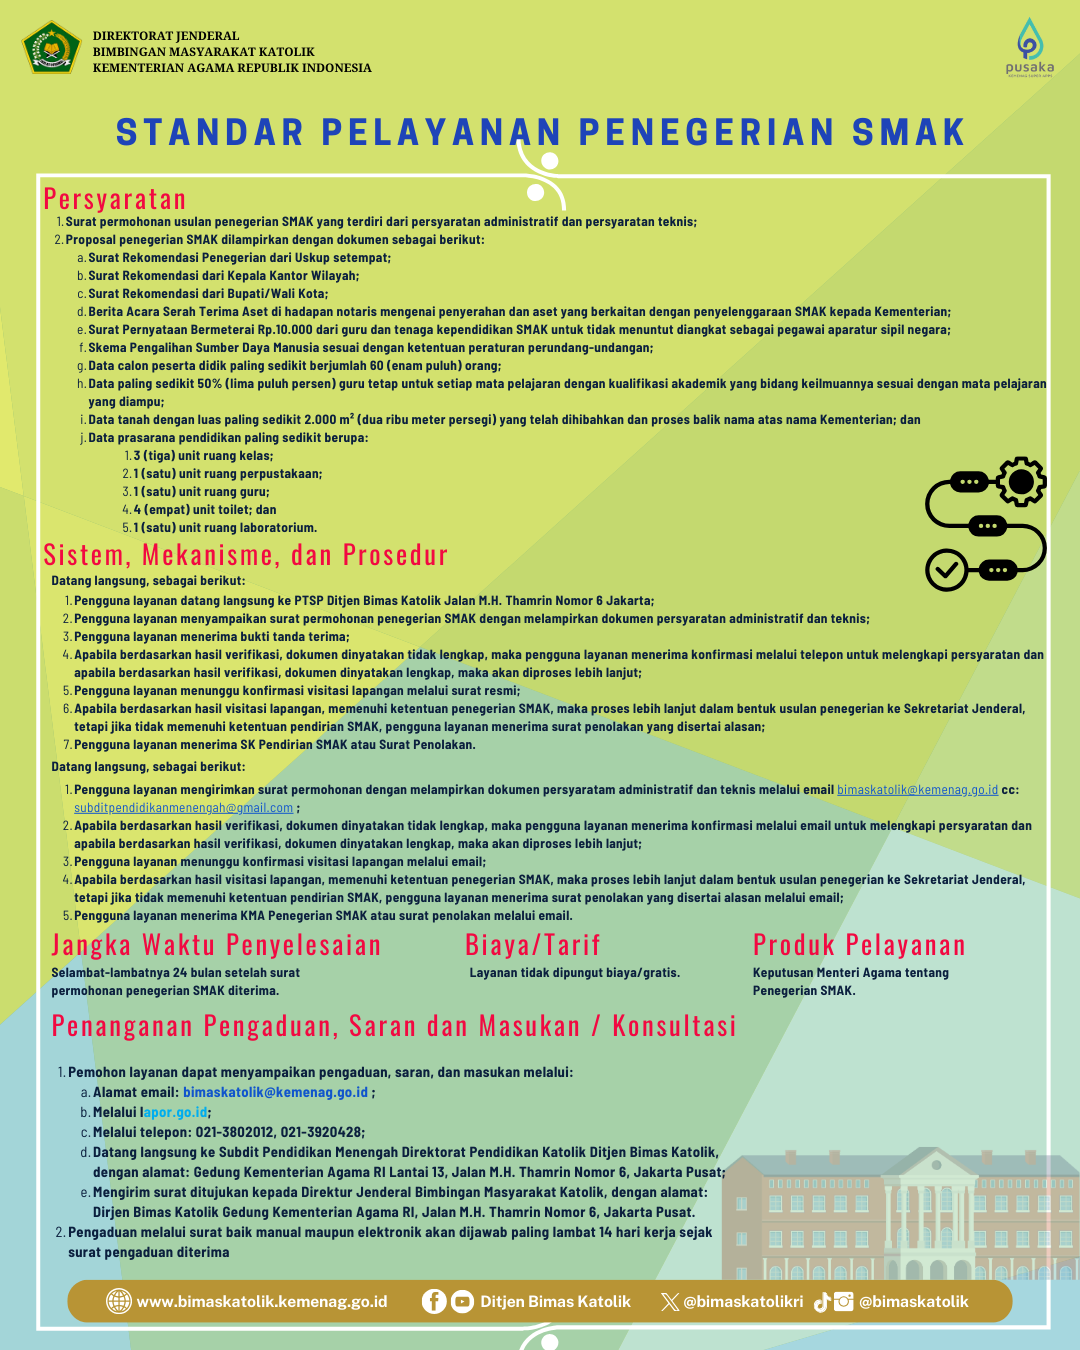 DIREKTORAT JENDERAL
BIMBINGAN MASYARAKAT KATOLIK
KEMENTERIAN AGAMA REPUBLIK INDONESIA
pusaka
STANDAR PELAYANAN PENEGERIAN SMAK
Persyaratan
1. Surat permohonan usulan penegerian SMAK yang terdiri dari persyaratan administratif dan persyaratan teknis;
2. Proposal penegerian SMAK dilampirkan dengan dokumen sebagai berikut:
a. Surat Rekomendasi Penegerian dari Uskup setempat;
b. Surat Rekomendasi dari Kepala Kantor Wilayah;
c. Surat Rekomendasi dari Bupati/Wali Kota;
d. Berita Acara Serah Terima Aset di hadapan notaris mengenai penyerahan dan aset yang berkaitan dengan penyelenggaraan SMAK kepada Kementerian;
e. Surat Pernyataan Bermeterai Rp.10.000 dari guru dan tenaga kependidikan SMAK untuk tidak menuntut diangkat sebagai pegawai aparatur sipil negara;
f. Skema Pengalihan Sumber Daya Manusia sesuai dengan ketentuan peraturan perundang-undangan;
g. Data calon peserta didik paling sedikit berjumlah 60 (enam puluh) orang;
h. Data paling sedikit 50% (lima puluh persen) guru tetap untuk setiap mata pelajaran dengan kualifikasi akademik yang bidang keilmuannya sesuai dengan mata pelajaran
yang diampu;
i. Data tanah dengan luas paling sedikit 2.000 m² (dua ribu meter persegi) yang telah dihibahkan dan proses balik nama atas nama Kementerian; dan
j. Data prasarana pendidikan paling sedikit berupa:
1. 3 (tiga) unit ruang kelas;
2. 1 (satu) unit ruang perpustakaan;
3. 1 (satu) unit ruang guru;
4. 4 (empat) unit toilet; dan
5. 1 (satu) unit ruang laboratorium.
Sistem, Mekanisme, dan Prosedur
Datang langsung, sebagai berikut:
1. Pengguna layanan datang langsung ke PTSP Ditjen Bimas Katolik Jalan M.H. Thamrin Nomor 6 Jakarta;
2. Pengguna layanan menyampaikan surat permohonan penegerian SMAK dengan melampirkan dokumen persyaratan administratif dan teknis;
3. Pengguna layanan menerima bukti tanda terima;
4. Apabila berdasarkan hasil verifikasi, dokumen dinyatakan tidak lengkap, maka pengguna layanan menerima konfirmasi melalui telepon untuk melengkapi persyaratan dan
apabila berdasarkan hasil verifikasi, dokumen dinyatakan lengkap, maka akan diproses lebih lanjut;
5. Pengguna layanan menunggu konfirmasi visitasi lapangan melalui surat resmi;
6. Apabila berdasarkan hasil visitasi lapangan, memenuhi ketentuan penegerian SMAK, maka proses lebih lanjut dalam bentuk usulan penegerian ke Sekretariat Jenderal,
tetapi jika tidak memenuhi ketentuan pendirian SMAK, pengguna layanan menerima surat penolakan yang disertai alasan;
7. Pengguna layanan menerima SK Pendirian SMAK atau Surat Penolakan.
Datang langsung, sebagai berikut:
1. Pengguna layanan mengirimkan surat permohonan dengan melampirkan dokumen persyaratam administratif dan teknis melalui email bimaskatolik@kemenag.go.id cc:
subditpendidikanmenengah@gmail.com ;
2. Apabila berdasarkan hasil verifikasi, dokumen dinyatakan tidak lengkap, maka pengguna layanan menerima konfirmasi melalui email untuk melengkapi persyaratan dan
apabila berdasarkan hasil verifikasi, dokumen dinyatakan lengkap, maka akan diproses lebih lanjut;
3. Pengguna layanan menunggu konfirmasi visitasi lapangan melalui email;
4. Apabila berdasarkan hasil visitasi lapangan, memenuhi ketentuan penegerian SMAK, maka proses lebih lanjut dalam bentuk usulan penegerian ke Sekretariat Jenderal,
tetapi jika tidak memenuhi ketentuan pendirian SMAK, pengguna layanan menerima surat penolakan yang disertai alasan melalui email;
5. Pengguna layanan menerima KMA Penegerian SMAK atau surat penolakan melalui email.
Jangka Waktu Penyelesaian
Selambat-lambatnya 24 bulan setelah surat
permohonan penegerian SMAK diterima.
Biaya/Tarif
Layanan tidak dipungut biaya/gratis.
Produk Pelayanan
Keputusan Menteri Agama tentang
Penegerian SMAK.
Penanganan Pengaduan, Saran dan Masukan / Konsultasi
1. Pemohon layanan dapat menyampaikan pengaduan, saran, dan masukan melalui:
a. Alamat email: bimaskatolik@kemenag.go.id ;
b. Melalui lapor.go.id;
c. Melalui telepon: 021-3802012, 021-3920428;
d. Datang langsung ke Subdit Pendidikan Menengah Direktorat Pendidikan Katolik Ditjen Bimas Katolik,
dengan alamat: Gedung Kementerian Agama RI Lantai 13, Jalan M.H. Thamrin Nomor 6, Jakarta Pusat;
e. Mengirim surat ditujukan kepada Direktur Jenderal Bimbingan Masyarakat Katolik, dengan alamat:
Dirjen Bimas Katolik Gedung Kementerian Agama RI, Jalan M.H. Thamrin Nomor 6, Jakarta Pusat.
2. Pengaduan melalui surat baik manual maupun elektronik akan dijawab paling lambat 14 hari kerja sejak
surat pengaduan diterima
www.bimaskatolik.kemenag.go.id
Ditjen Bimas Katolik
@bimaskatolikri
@bimaskatolik